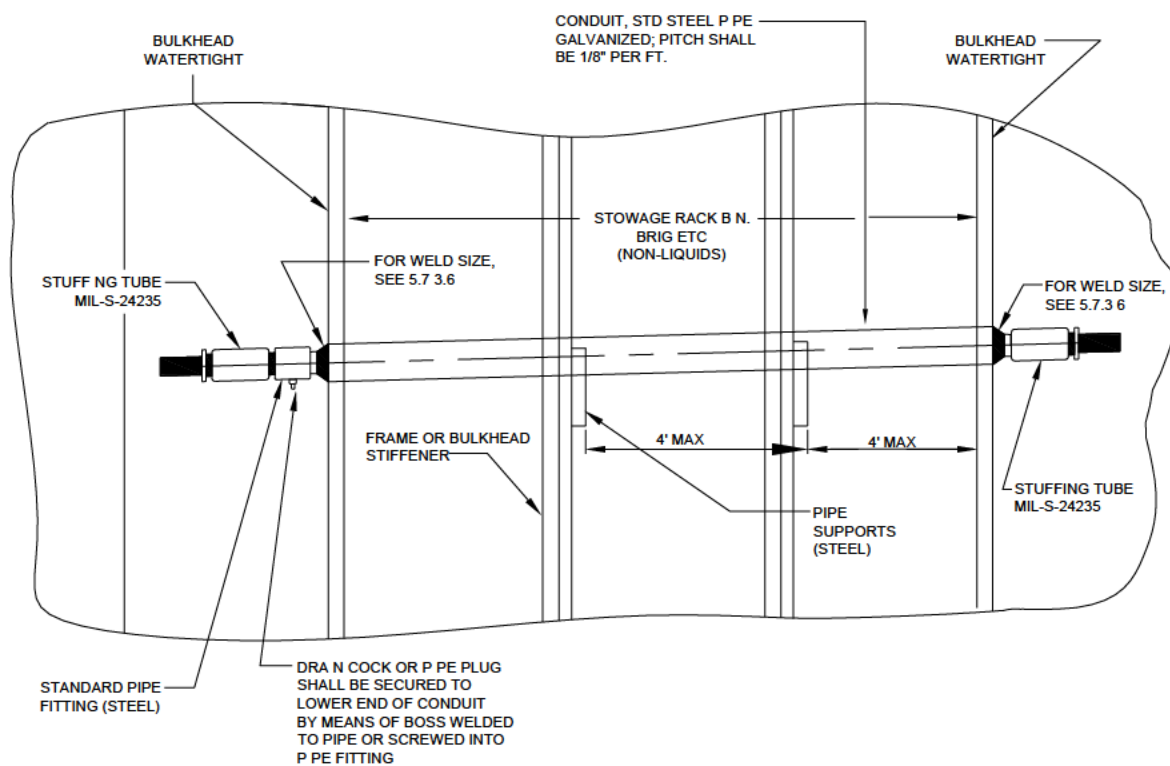 BULKHEAD
WATERTIGHT
CONDUIT, STD STEEL P PE
GALVANIZED; PITCH SHALL
BE 1/8" PER FT.
BULKHEAD
WATERTIGHT
STOWAGE RACK B N.
BRIG ETC
(NON-LIQUIDS)
STUFF NG TUBE
MIL-S-24235
FOR WELD SIZE,
SEE 5.7 3.6
FOR WELD SIZE,
SEE 5.7.3 6
FRAME OR BULKHEAD
STIFFENER
4' MAX
4' MAX
PIPE
SUPPORTS
(STEEL)
STUFFING TUBE
MIL-S-24235
STANDARD PIPE
FITTING (STEEL)
DRA N COCK OR P PE PLUG
SHALL BE SECURED TO
LOWER END OF CONDUIT
BY MEANS OF BOSS WELDED
TO PIPE OR SCREWED INTO
P PE FITTING